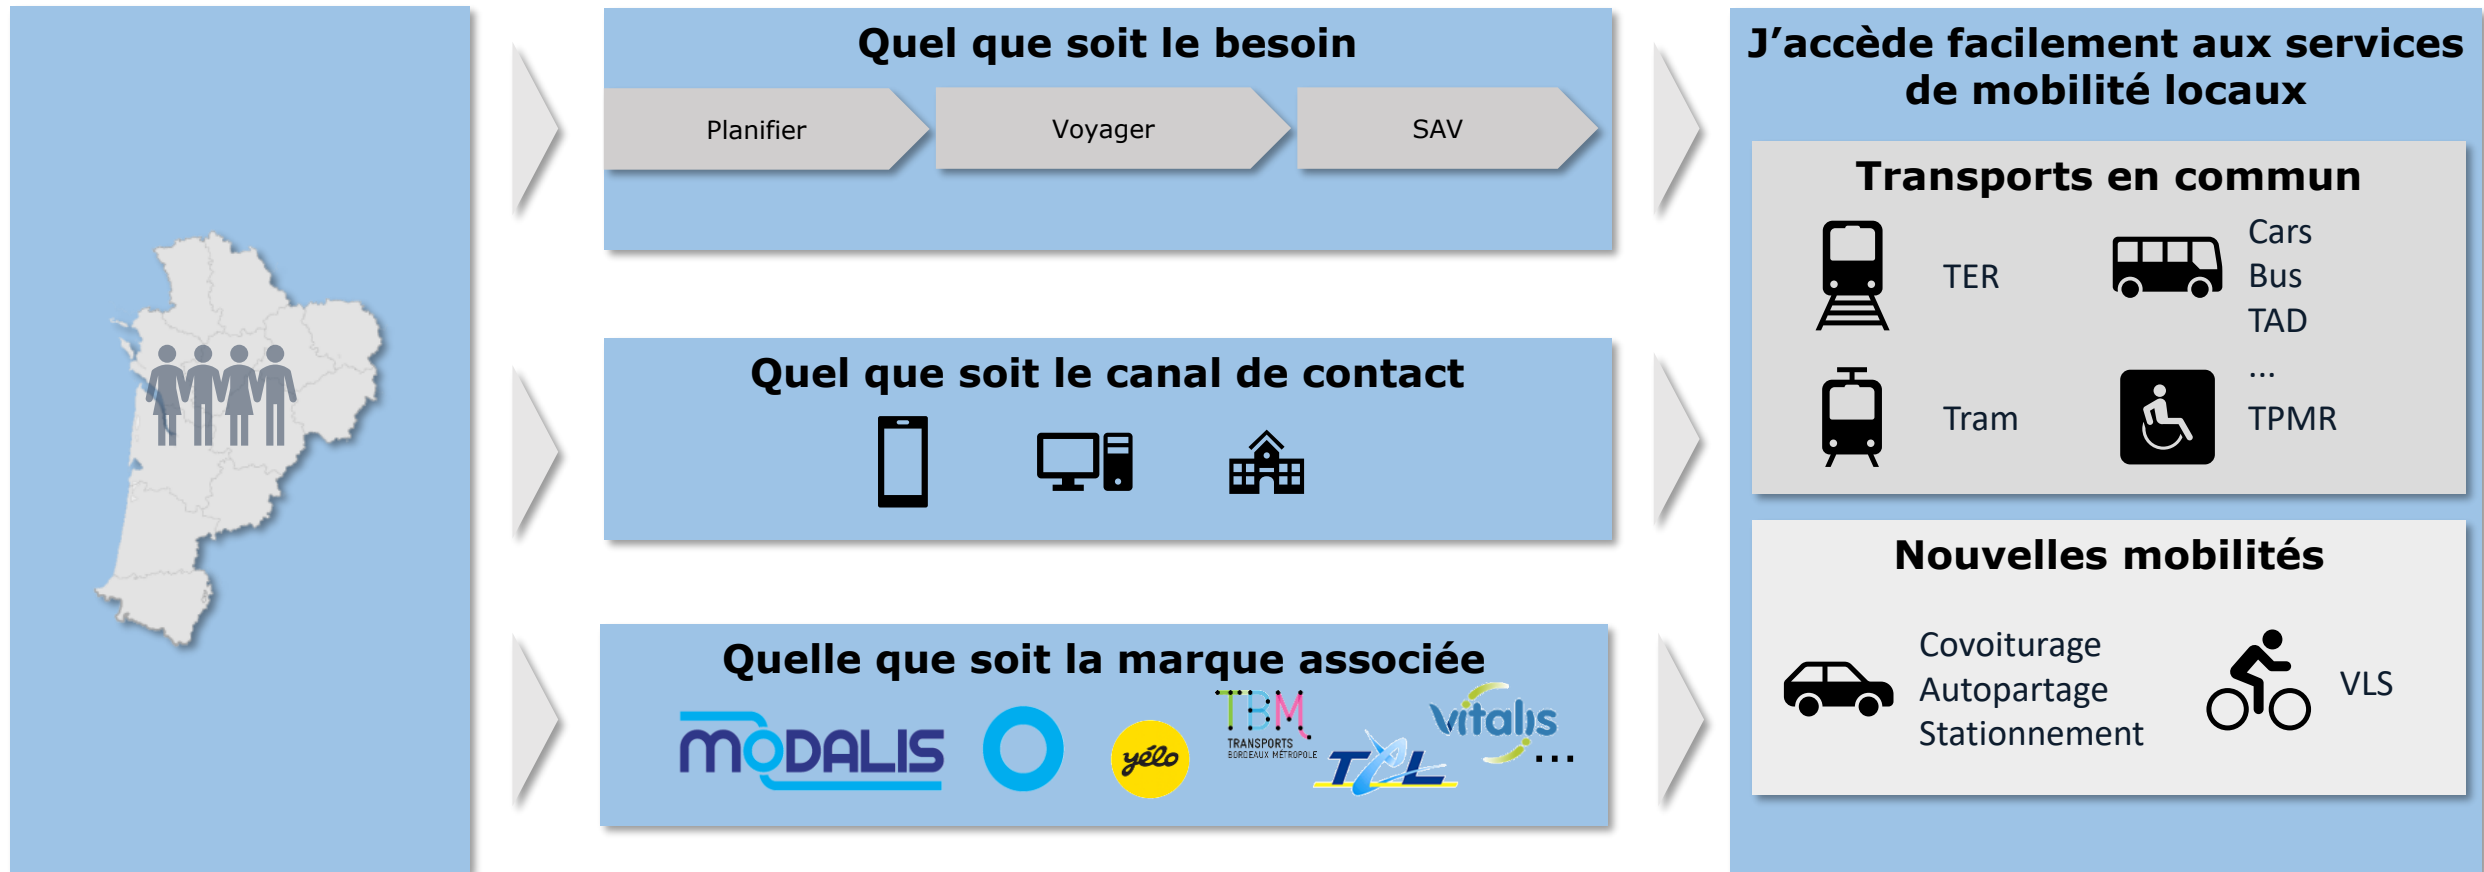 Quel que soit le besoin
Planifier
Voyager
SAV
Quel que soit le canal de contact
Quelle que soit la marque associée
MODALIS
yélo
TBM
TRANSPORTS
BORDEAUX MÉTROPOLE
TCL
vitalis
...
J’accède facilement aux services
de mobilité locaux
Transports en commun
TER
Cars
Bus
TAD
...
Tram
TPMR
Nouvelles mobilités
Covoiturage
Autopartage
Stationnement
VLS